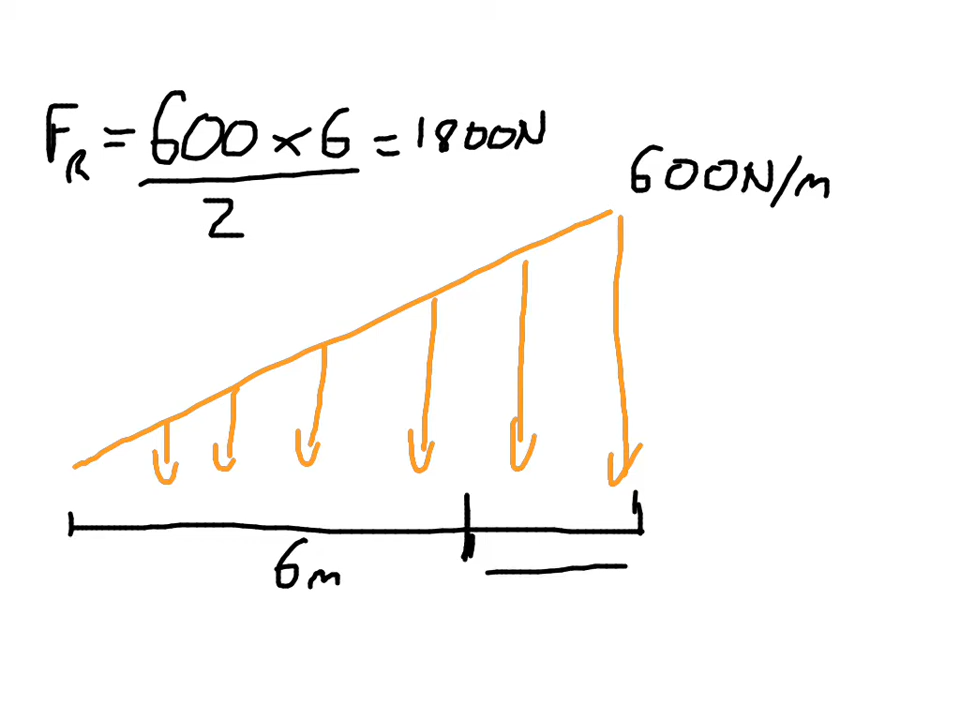 F_R = 600 × 6 / 2 = 1800N
600N/m
6m